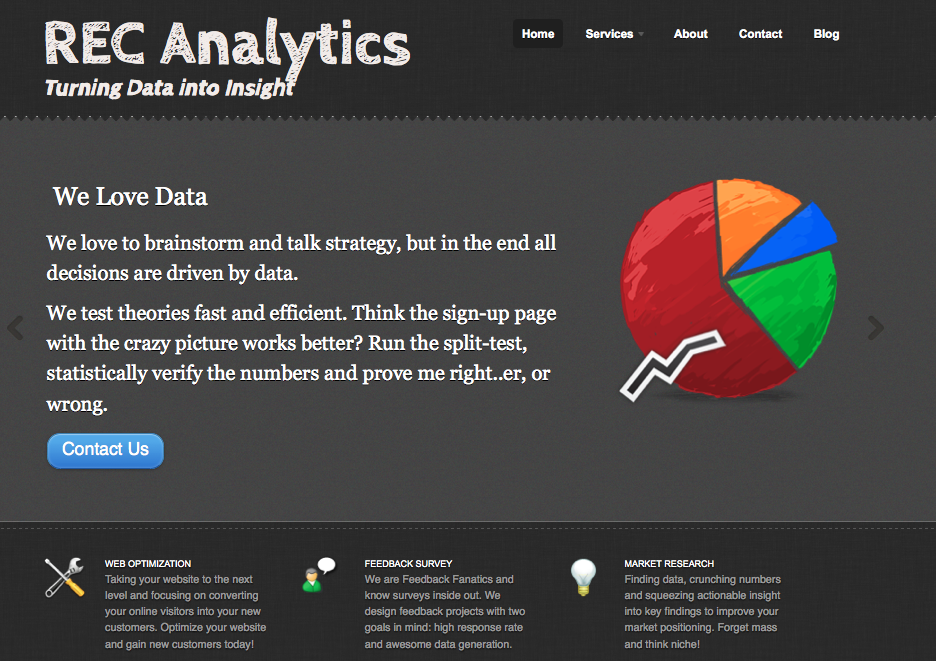 REC Analytics
Turning Data into Insight
Home Services About Contact Blog
We Love Data
We love to brainstorm and talk strategy, but in the end all
decisions are driven by data.
We test theories fast and efficient. Think the sign-up page
with the crazy picture works better? Run the split-test,
statistically verify the numbers and prove me right..er, or
wrong.
Contact Us
WEB OPTIMIZATION
Taking your website to the next
level and focusing on converting
your online visitors into your new
customers. Optimize your website
and gain new customers today!
FEEDBACK SURVEY
We are Feedback Fanatics and
know surveys inside out. We
design feedback projects with two
goals in mind: high response rate
and awesome data generation.
MARKET RESEARCH
Finding data, crunching numbers
and squeezing actionable insight
into key findings to improve your
market positioning. Forget mass
and think niche!